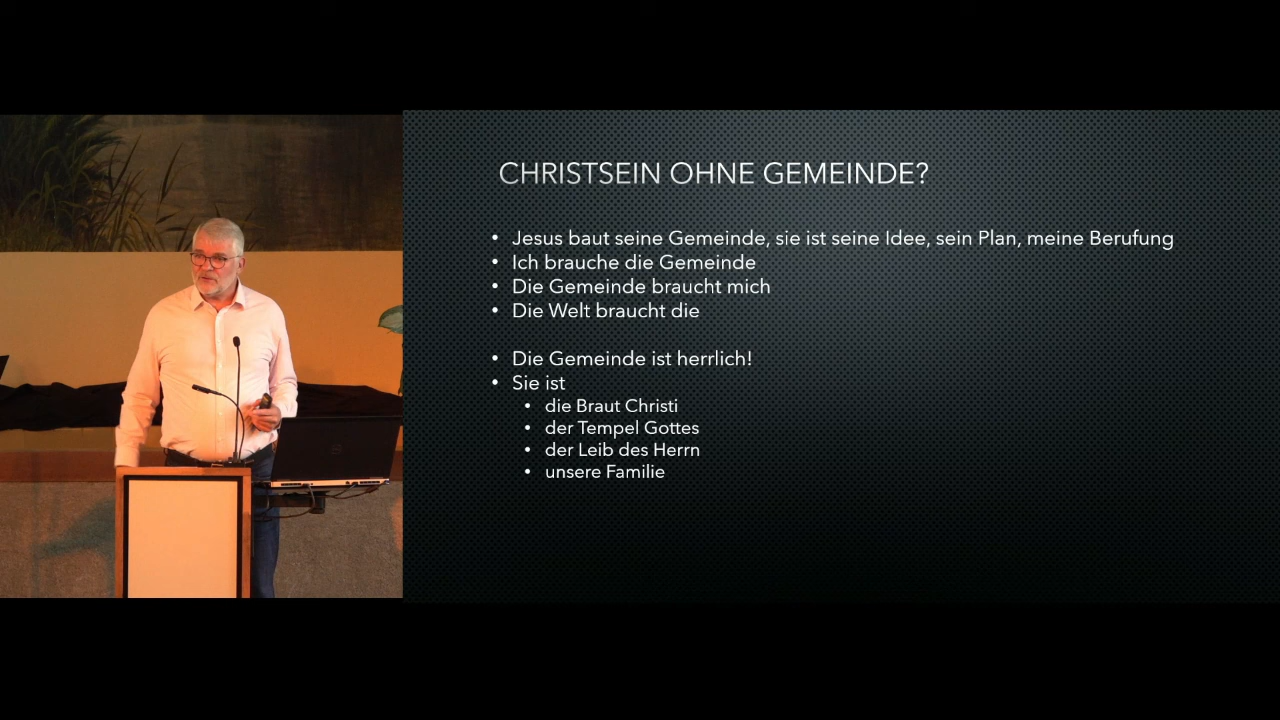 CHRISTSEIN OHNE GEMEINDE?
• Jesus baut seine Gemeinde, sie ist seine Idee, sein Plan, meine Berufung
• Ich brauche die Gemeinde
• Die Gemeinde braucht mich
• Die Welt braucht die
• Die Gemeinde ist herrlich!
• Sie ist
• die Braut Christi
• der Tempel Gottes
• der Leib des Herrn
• unsere Familie